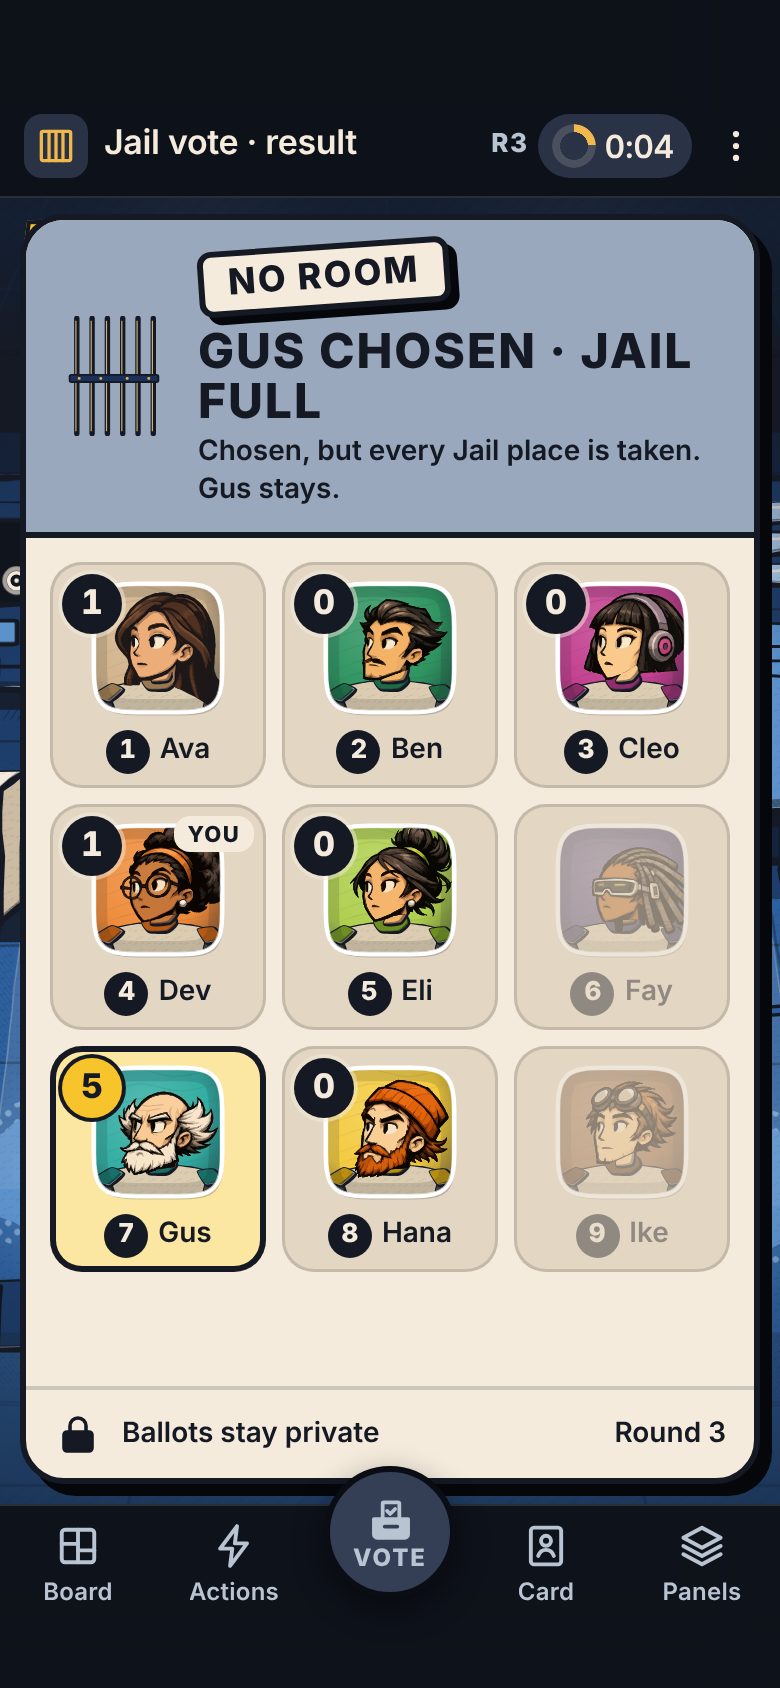 Jail vote · result
R3
0:04
NO ROOM
GUS CHOSEN · JAIL
FULL
Chosen, but every Jail place is taken.
Gus stays.
1
1 Ava
0
2 Ben
0
3 Cleo
1
YOU
4 Dev
0
5 Eli
6 Fay
5
7 Gus
0
8 Hana
9 Ike
Ballots stay private
Round 3
Board
Actions
VOTE
Card
Panels